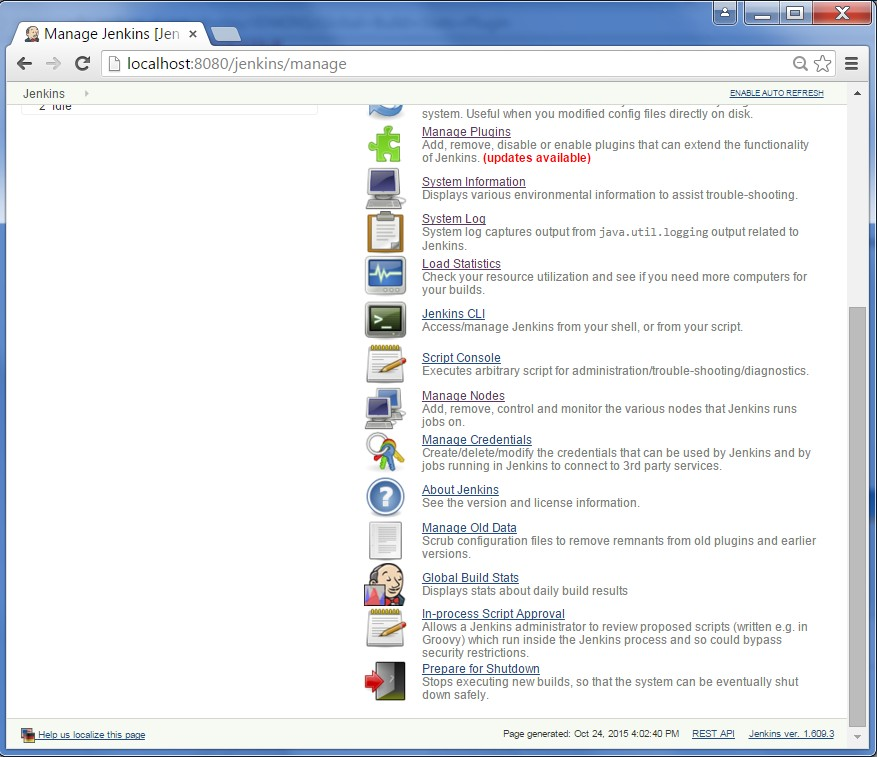 Manage Jenkins [Jen
localhost:8080/jenkins/manage
Jenkins
ENABLE AUTO REFRESH
2 Idle
system. Useful when you modified config files directly on disk.
Manage Plugins
Add, remove, disable or enable plugins that can extend the functionality
of Jenkins. (updates available)
System Information
Displays various environmental information to assist trouble-shooting.
System Log
System log captures output from java.util.logging output related to
Jenkins.
Load Statistics
Check your resource utilization and see if you need more computers for
your builds.
Jenkins CLI
Access/manage Jenkins from your shell, or from your script.
Script Console
Executes arbitrary script for administration/trouble-shooting/diagnostics.
Manage Nodes
Add, remove, control and monitor the various nodes that Jenkins runs
jobs on.
Manage Credentials
Create/delete/modify the credentials that can be used by Jenkins and by
jobs running in Jenkins to connect to 3rd party services.
About Jenkins
See the version and license information.
Manage Old Data
Scrub configuration files to remove remnants from old plugins and earlier
versions.
Global Build Stats
Displays stats about daily build results
In-process Script Approval
Allows a Jenkins administrator to review proposed scripts (written e.g. in
Groovy) which run inside the Jenkins process and so could bypass
security restrictions.
Prepare for Shutdown
Stops executing new builds, so that the system can be eventually shut
down safely.
Help us localize this page
Page generated: Oct 24, 2015 4:02:40 PM
REST API
Jenkins ver. 1.609.3